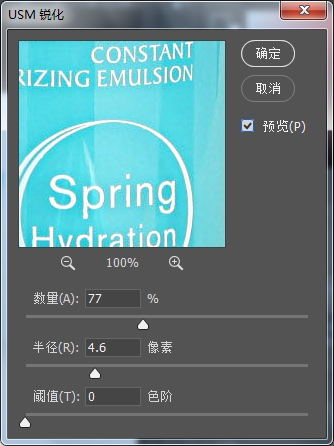 USM 锐化
CONSTANT
RIZING EMULSION
Spring
Hydration
确定
取消
预览(P)
100%
数量(A): 77 %
半径(R): 4.6 像素
阈值(T): 0 色阶